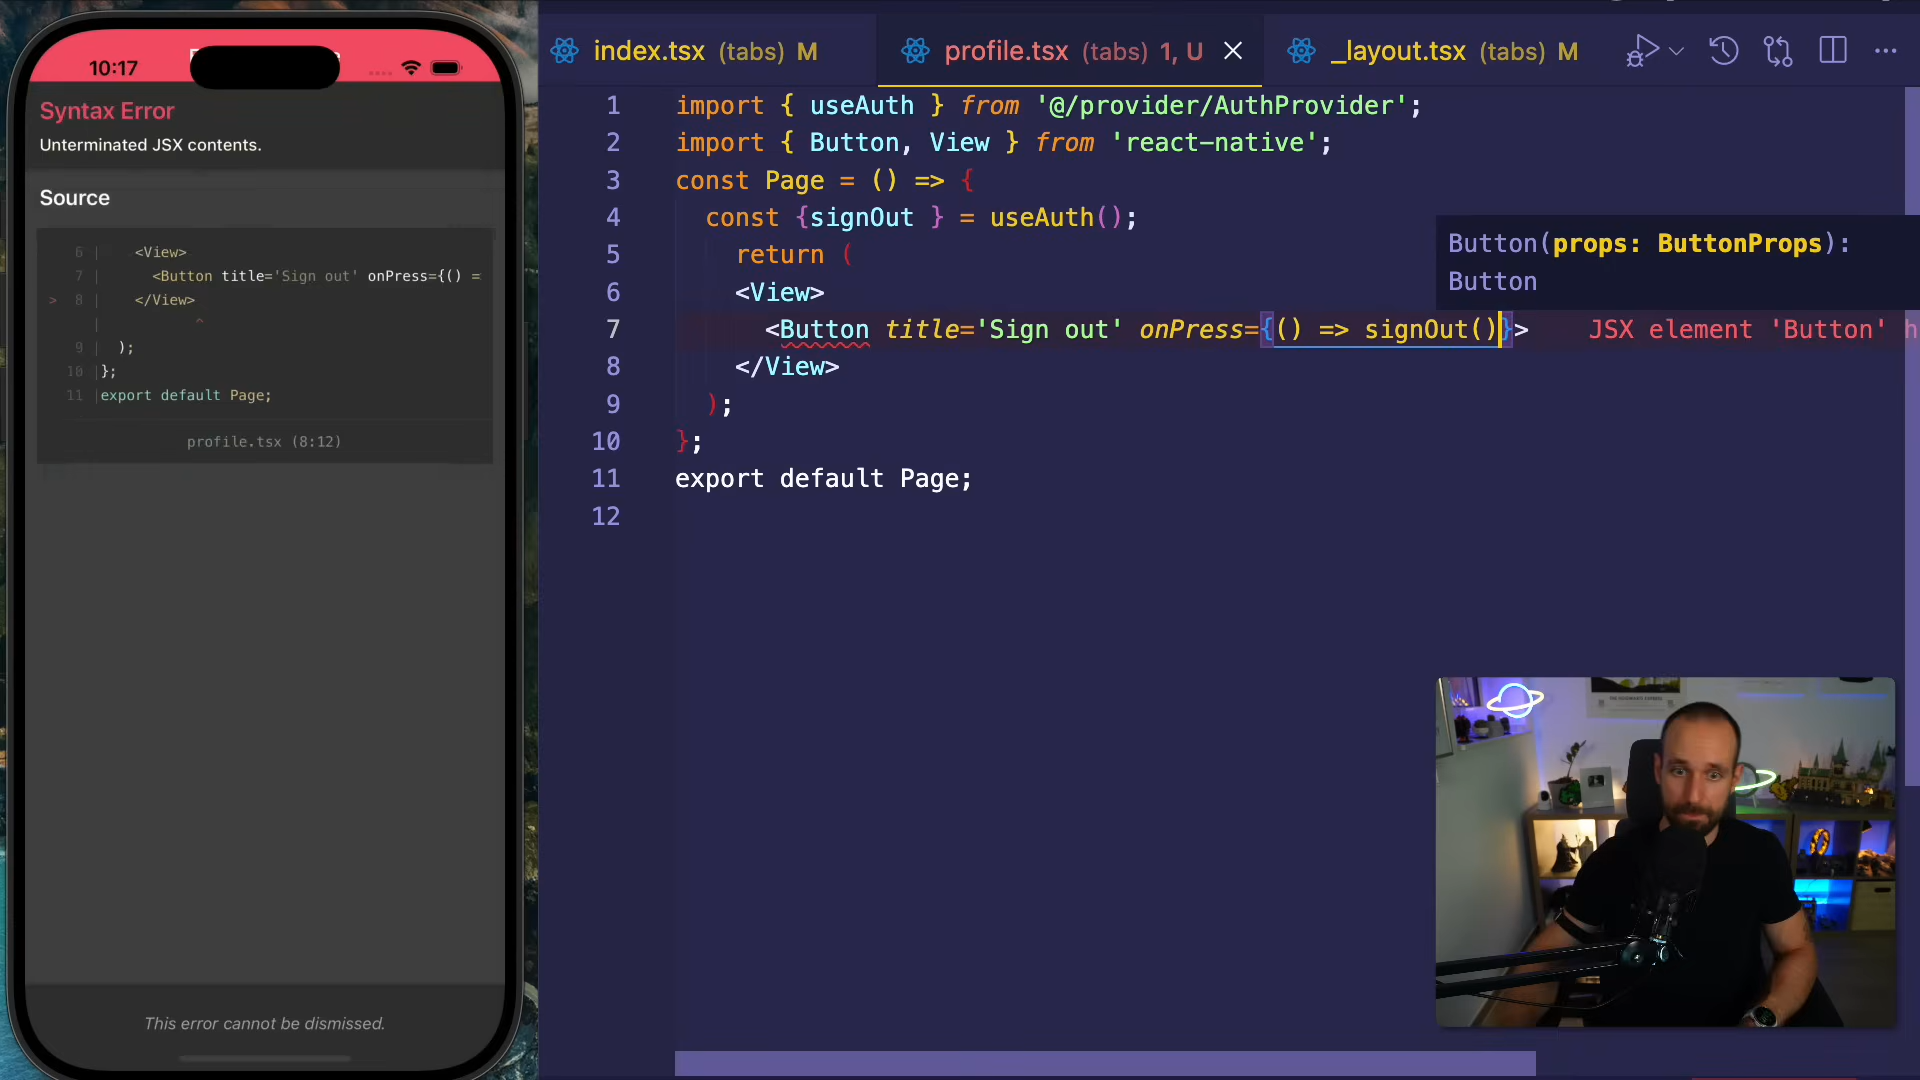 10:17
Syntax Error
Unterminated JSX contents.
Source
6 | <View>
7 | <Button title='Sign out' onPress={() =
> 8 | </View>
| ^
9 | );
10 | };
11 | export default Page;
profile.tsx (8:12)
This error cannot be dismissed.
index.tsx (tabs) M
profile.tsx (tabs) 1, U
_layout.tsx (tabs) M
1 import { useAuth } from '@/provider/AuthProvider';
2 import { Button, View } from 'react-native';
3 const Page = () => {
4 const {signOut } = useAuth();
5 return (
6 <View>
7 <Button title='Sign out' onPress={() => signOut()}> JSX element 'Button' h
8 </View>
9 );
10 };
11 export default Page;
12
Button(props: ButtonProps):
Button